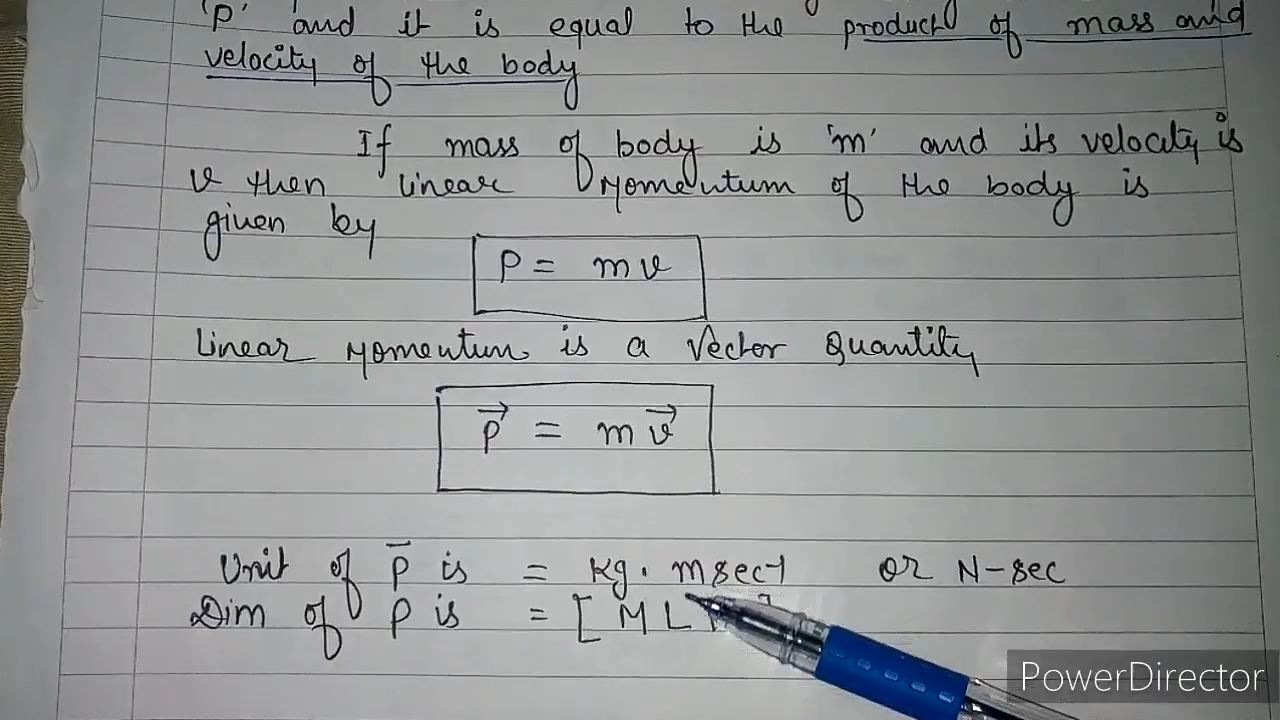 'p' and it is equal to the product of mass and
velocity of the body
If mass of body is 'm' and its velocity is
v then linear Momentum of the body is
given by
P = mv
Linear Momentum is a Vector Quantity
p⃗ = m v⃗
Unit of p̄ is = Kg. m sec-1 or N-sec
Dim of p is = [ M L ]
PowerDirector